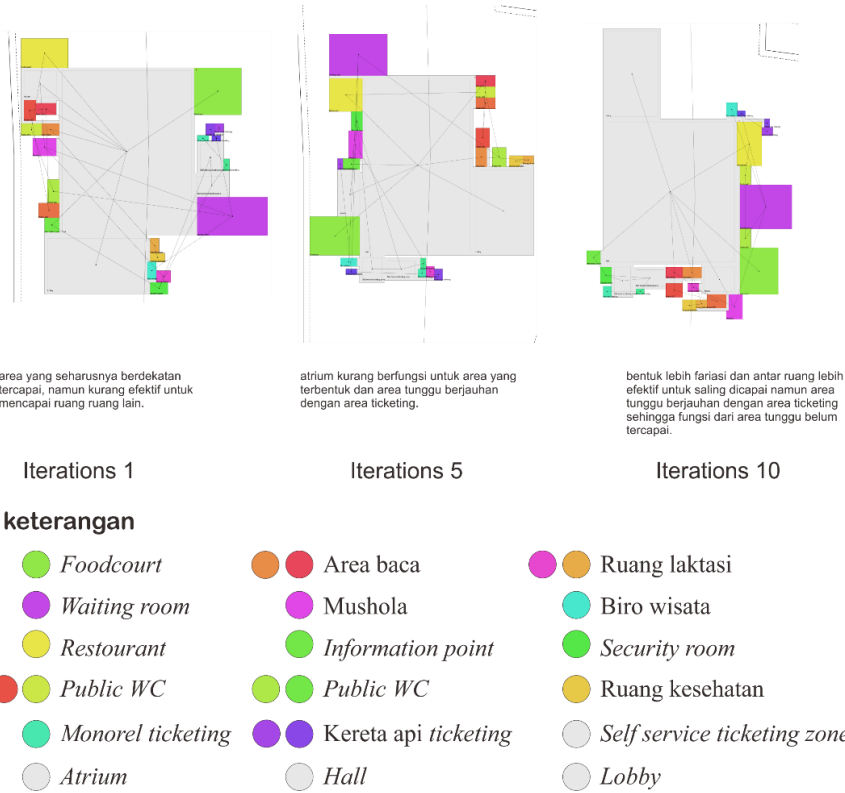 area yang seharusnya berdekatan
tercapai, namun kurang efektif untuk
mencapai ruang ruang lain.
atrium kurang berfungsi untuk area yang
terbentuk dan area tunggu berjauhan
dengan area ticketing.
bentuk lebih fariasi dan antar ruang lebih
efektif untuk saling dicapai namun area
tunggu berjauhan dengan area ticketing
sehingga fungsi dari area tunggu belum
tercapai.
Iterations 1
Iterations 5
Iterations 10
keterangan
Foodcourt
Area baca
Ruang laktasi
Waiting room
Mushola
Biro wisata
Restourant
Information point
Security room
Public WC
Public WC
Ruang kesehatan
Monorel ticketing
Kereta api ticketing
Self service ticketing zone
Atrium
Hall
Lobby